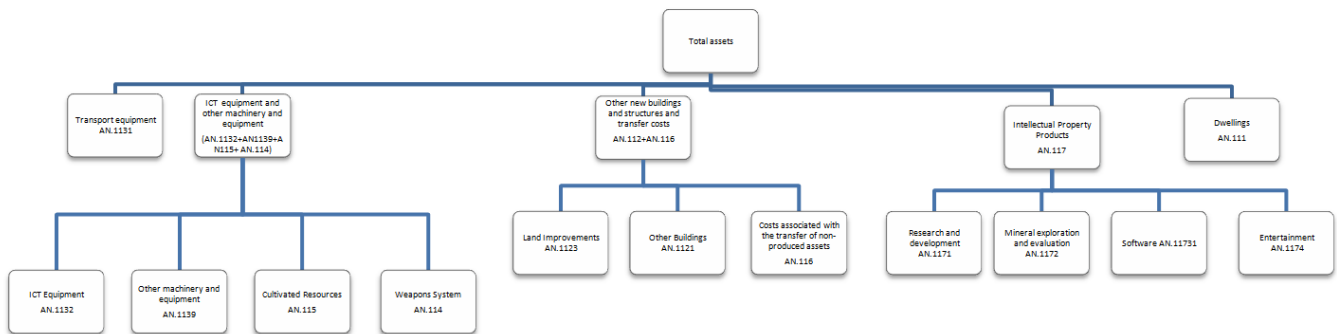 Total assets
Transport equipment
AN.1131
ICT equipment and
other machinery and
equipment
(AN.1132+AN1139+A
N115+ AN.114)
Other new buildings
and structures and
transfer costs
AN.112+AN.116
Intellectual Property
Products
AN.117
Dwellings
AN.111
ICT Equipment
AN.1132
Other machinery and
equipment
AN.1139
Cultivated Resources
AN.115
Weapons System
AN.114
Land Improvements
AN.1123
Other Buildings
AN.1121
Costs associated with
the transfer of non-
produced assets
AN.116
Research and
development
AN.1171
Mineral exploration
and evaluation
AN.1172
Software AN.11731
Entertainment
AN.1174